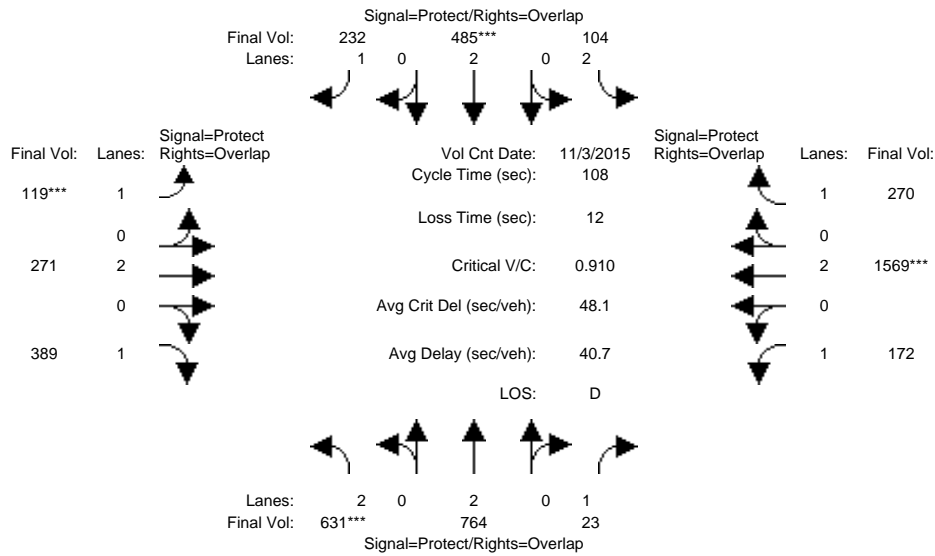 Signal=Protect/Rights=Overlap
Final Vol: 232 485*** 104
Lanes: 1 0 2 0 2
Signal=Protect
Final Vol: Lanes: Rights=Overlap
Vol Cnt Date: 11/3/2015
Signal=Protect
Rights=Overlap Lanes: Final Vol:
Cycle Time (sec): 108
119*** 1
1 270
Loss Time (sec): 12
0
0
271 2
Critical V/C: 0.910
2 1569***
0
Avg Crit Del (sec/veh): 48.1
0
389 1
Avg Delay (sec/veh): 40.7
1 172
LOS: D
Lanes: 2 0 2 0 1
Final Vol: 631*** 764 23
Signal=Protect/Rights=Overlap